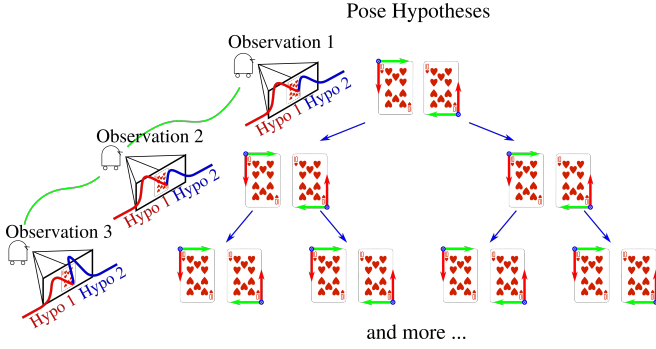 Pose Hypotheses
Observation 1
Hypo 1 Hypo 2
Observation 2
Hypo 1 Hypo 2
Observation 3
Hypo 1 Hypo 2
and more ...